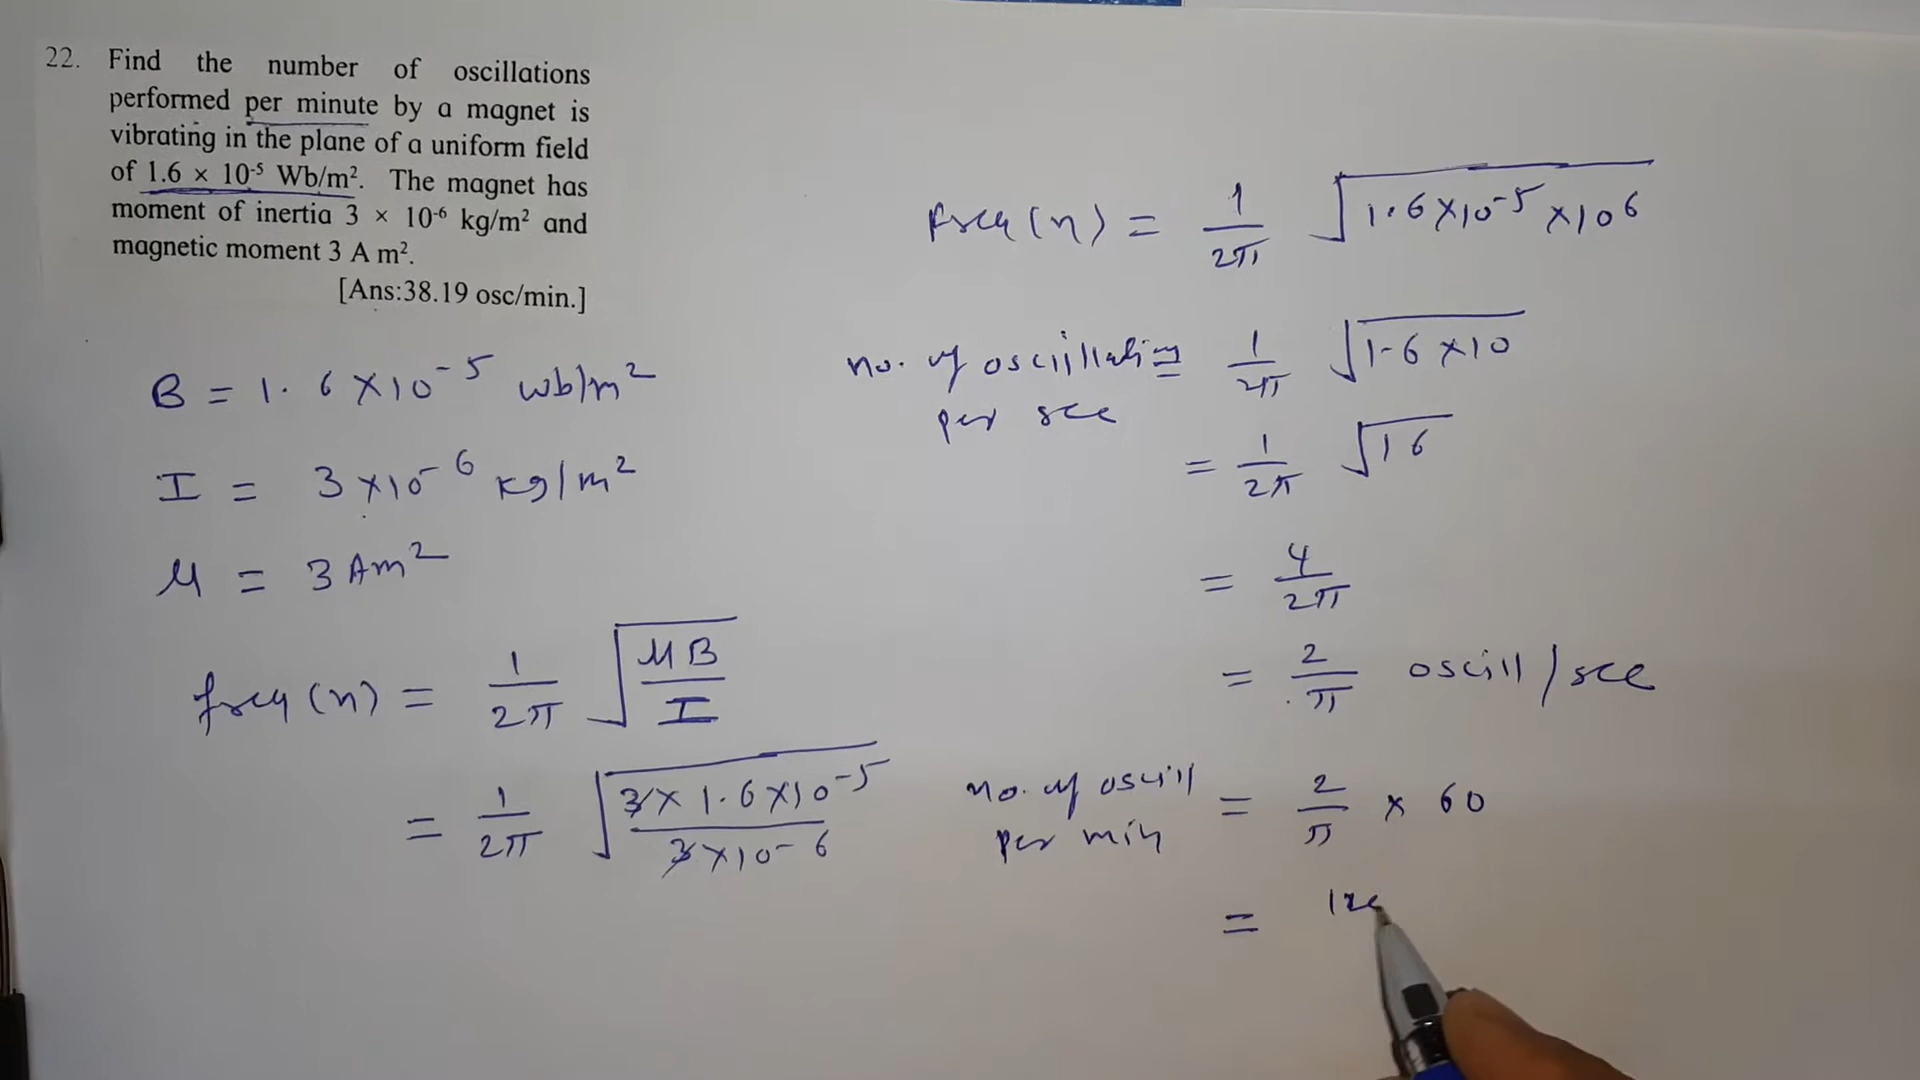 22. Find the number of oscillations
performed per minute by a magnet is
vibrating in the plane of a uniform field
of 1.6 × 10⁻⁵ Wb/m². The magnet has
moment of inertia 3 × 10⁻⁶ kg/m² and
magnetic moment 3 A m².
[Ans:38.19 osc/min.]
B = 1.6 × 10⁻⁵ wb/m²
I = 3 × 10⁻⁶ kg/m²
M = 3 Am²
freq (n) = 1/2π √(MB/I)
= 1/2π √(3 × 1.6 × 10⁻⁵ / 3 × 10⁻⁶)
freq (n) = 1/2π √(1.6 × 10⁻⁵ × 10⁶)
no. of oscillation = 1/2π √(1.6 × 10)
per sec
= 1/2π √16
= 4/2π
= 2/π oscill/sec
no. of oscill = 2/π × 60
per min
= 120